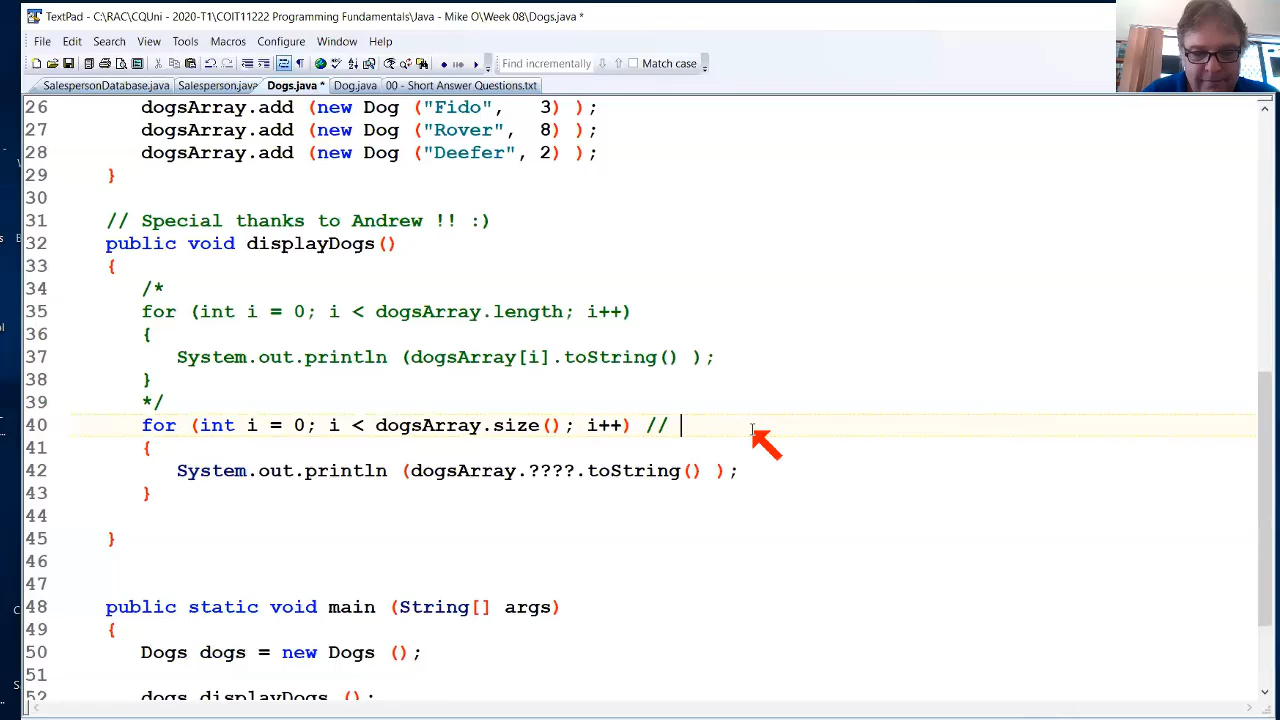 TextPad - C:\RAC\CQUni - 2020-T1\COIT11222 Programming Fundamentals\Java - Mike O\Week 08\Dogs.java *
File Edit Search View Tools Macros Configure Window Help
Find incrementally Match case
SalespersonDatabase.java Salesperson.java Dogs.java * Dog.java 00 - Short Answer Questions.txt
26 dogsArray.add (new Dog ("Fido", 3) );
27 dogsArray.add (new Dog ("Rover", 8) );
28 dogsArray.add (new Dog ("Deefer", 2) );
29 }
30
31 // Special thanks to Andrew !! :)
32 public void displayDogs()
33 {
34 /*
35 for (int i = 0; i < dogsArray.length; i++)
36 {
37 System.out.println (dogsArray[i].toString() );
38 }
39 */
40 for (int i = 0; i < dogsArray.size(); i++) //
41 {
42 System.out.println (dogsArray.????.toString() );
43 }
44
45 }
46
47
48 public static void main (String[] args)
49 {
50 Dogs dogs = new Dogs ();
51
52 dogs.displayDogs ();